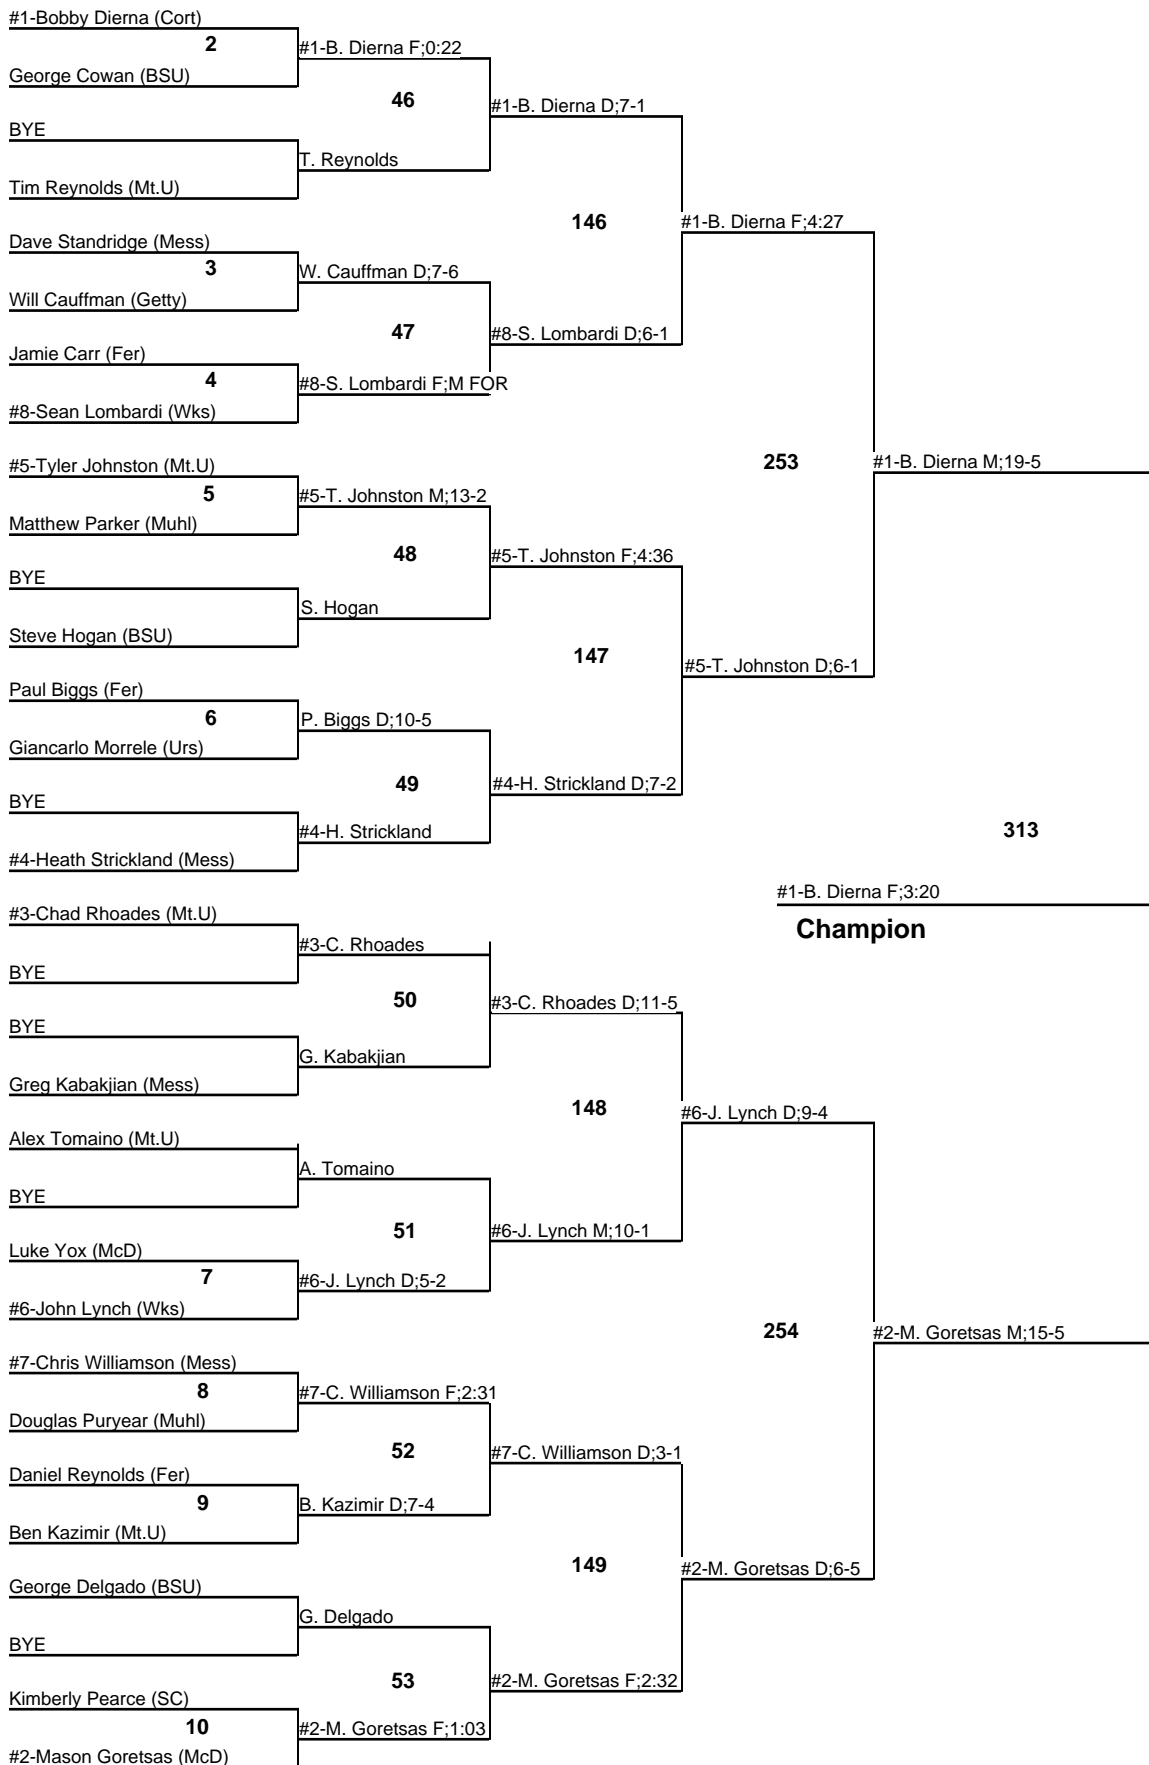 #1-Bobby Dierna (Cort)
2
#1-B. Dierna F;0:22
George Cowan (BSU)
46
#1-B. Dierna D;7-1
BYE
T. Reynolds
Tim Reynolds (Mt.U)
146
#1-B. Dierna F;4:27
Dave Standridge (Mess)
3
W. Cauffman D;7-6
Will Cauffman (Getty)
47
#8-S. Lombardi D;6-1
Jamie Carr (Fer)
4
#8-S. Lombardi F;M FOR
#8-Sean Lombardi (Wks)
253
#1-B. Dierna M;19-5
#5-Tyler Johnston (Mt.U)
5
#5-T. Johnston M;13-2
Matthew Parker (Muhl)
48
#5-T. Johnston F;4:36
BYE
S. Hogan
Steve Hogan (BSU)
147
#5-T. Johnston D;6-1
Paul Biggs (Fer)
6
P. Biggs D;10-5
Giancarlo Morrele (Urs)
49
#4-H. Strickland D;7-2
BYE
#4-H. Strickland
#4-Heath Strickland (Mess)
313
#1-B. Dierna F;3:20
Champion
#3-Chad Rhoades (Mt.U)
#3-C. Rhoades
BYE
50
#3-C. Rhoades D;11-5
BYE
G. Kabakjian
Greg Kabakjian (Mess)
148
#6-J. Lynch D;9-4
Alex Tomaino (Mt.U)
A. Tomaino
BYE
51
#6-J. Lynch M;10-1
Luke Yox (McD)
7
#6-J. Lynch D;5-2
#6-John Lynch (Wks)
254
#2-M. Goretsas M;15-5
#7-Chris Williamson (Mess)
8
#7-C. Williamson F;2:31
Douglas Puryear (Muhl)
52
#7-C. Williamson D;3-1
Daniel Reynolds (Fer)
9
B. Kazimir D;7-4
Ben Kazimir (Mt.U)
149
#2-M. Goretsas D;6-5
George Delgado (BSU)
G. Delgado
BYE
53
#2-M. Goretsas F;2:32
Kimberly Pearce (SC)
10
#2-M. Goretsas F;1:03
#2-Mason Goretsas (McD)